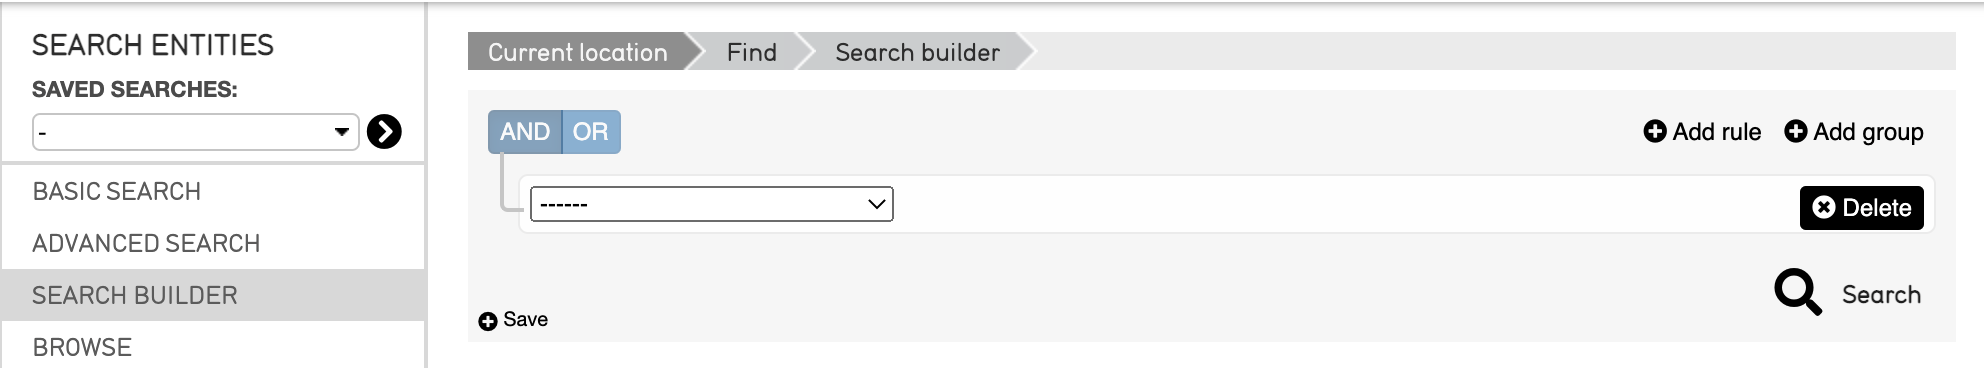 SEARCH ENTITIES
SAVED SEARCHES:
-
BASIC SEARCH
ADVANCED SEARCH
SEARCH BUILDER
BROWSE
Current location Find Search builder
AND OR Add rule Add group
------ Delete
Search
Save